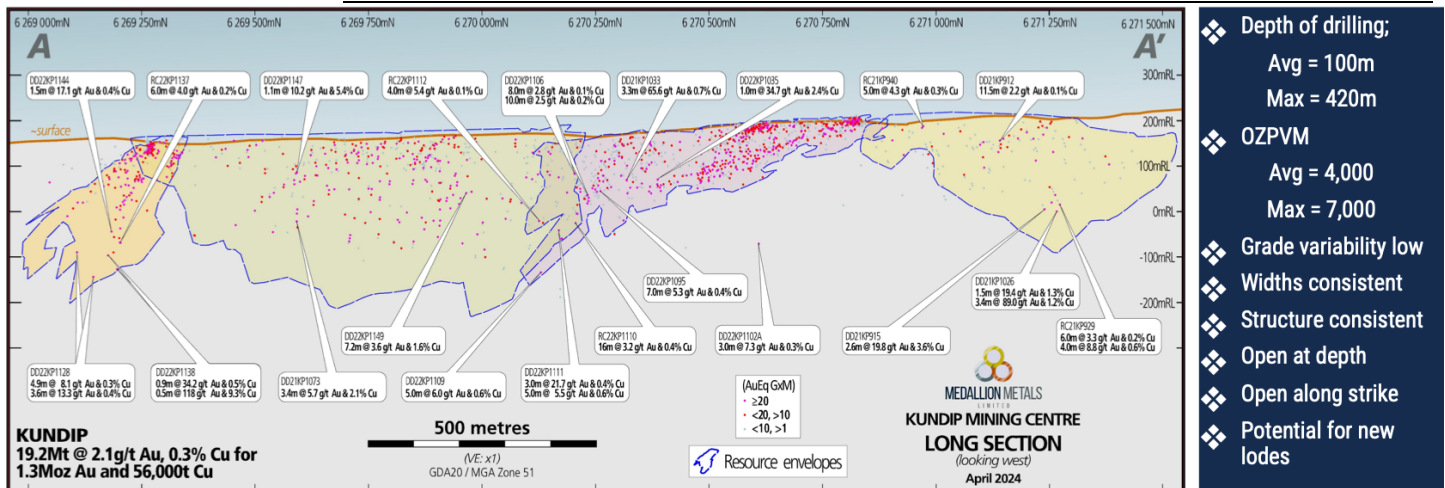 6 269 000mN
6 269 250mN
6 269 500mN
6 269 750mN
6 270 000mN
6 270 250mN
6 270 500mN
6 270 750mN
6 271 000mN
6 271 250mN
6 271 500mN
A
A'
300mRL
200mRL
100mRL
0mRL
-100mRL
-200mRL
~surface
DD22KP1144
1.5m @ 17.1 g/t Au & 0.4% Cu
RC22KP1137
6.0m @ 4.0 g/t Au & 0.2% Cu
DD22KP1147
1.1m @ 10.2 g/t Au & 5.4% Cu
RC22KP1112
4.0m @ 5.4 g/t Au & 0.1% Cu
DD22KP1106
8.0m @ 2.8 g/t Au & 0.1% Cu
10.0m @ 2.5 g/t Au & 0.2% Cu
DD21KP1033
3.3m @ 65.6 g/t Au & 0.7% Cu
DD22KP1035
1.0m @ 34.7 g/t Au & 2.4% Cu
RC21KP940
5.0m @ 4.3 g/t Au & 0.3% Cu
DD21KP912
11.5m @ 2.2 g/t Au & 0.1% Cu
DD22KP1095
7.0m @ 5.3 g/t Au & 0.4% Cu
DD21KP1026
1.5m @ 19.4 g/t Au & 1.3% Cu
3.4m @ 89.0 g/t Au & 1.2% Cu
DD22KP1149
7.2m @ 3.6 g/t Au & 1.6% Cu
RC22KP1110
16m @ 3.2 g/t Au & 0.4% Cu
DD22KP1102A
3.0m @ 7.3 g/t Au & 0.3% Cu
DD21KP915
2.6m @ 19.8 g/t Au & 3.6% Cu
RC21KP929
6.0m @ 3.3 g/t Au & 0.2% Cu
4.0m @ 8.8 g/t Au & 0.6% Cu
DD22KP1128
4.9m @ 8.1 g/t Au & 0.3% Cu
3.6m @ 13.3 g/t Au & 0.4% Cu
DD22KP1138
0.9m @ 34.2 g/t Au & 0.5% Cu
0.5m @ 118 g/t Au & 9.3% Cu
DD21KP1073
3.4m @ 5.7 g/t Au & 2.1% Cu
DD22KP1109
5.0m @ 6.0 g/t Au & 0.6% Cu
DD22KP1111
3.0m @ 21.7 g/t Au & 0.4% Cu
5.0m @ 5.5 g/t Au & 0.6% Cu
KUNDIP
19.2Mt @ 2.1g/t Au, 0.3% Cu for
1.3Moz Au and 56,000t Cu
500 metres
(VE: x1)
GDA20 / MGA Zone 51
(AuEq GxM)
≥20
<20, >10
<10, >1
Resource envelopes
MEDALLION METALS
LIMITED
KUNDIP MINING CENTRE
LONG SECTION
(looking west)
April 2024
❖ Depth of drilling;
Avg = 100m
Max = 420m
❖ OZPVM
Avg = 4,000
Max = 7,000
❖ Grade variability low
❖ Widths consistent
❖ Structure consistent
❖ Open at depth
❖ Open along strike
❖ Potential for new
lodes